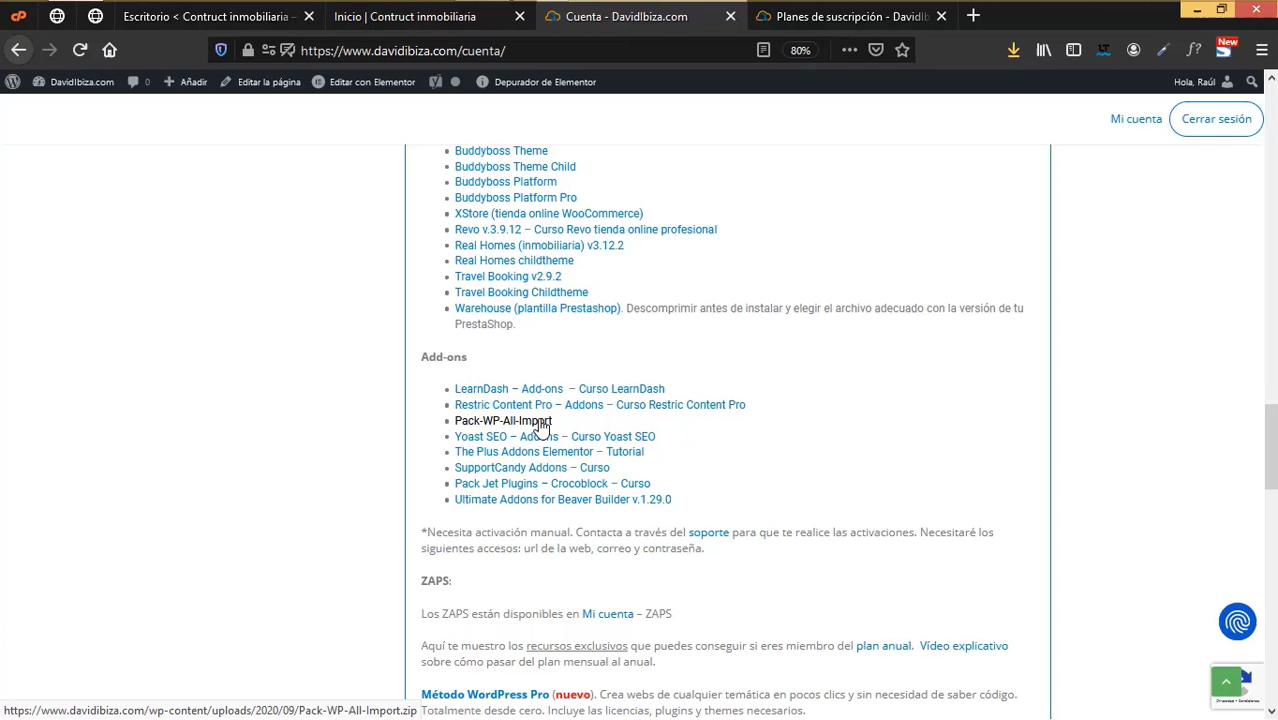 Escritorio < Contruct inmobiliaria –
Inicio | Contruct inmobiliaria
Cuenta - DavidIbiza.com
Planes de suscripción - DavidIb
https://www.davidibiza.com/cuenta/
80%
New
DavidIbiza.com
0
Añadir
Editar la página
Editar con Elementor
Depurador de Elementor
Hola, Raúl
Mi cuenta
Cerrar sesión
Buddyboss Theme
Buddyboss Theme Child
Buddyboss Platform
Buddyboss Platform Pro
XStore (tienda online WooCommerce)
Revo v.3.9.12 – Curso Revo tienda online profesional
Real Homes (inmobiliaria) v3.12.2
Real Homes childtheme
Travel Booking v2.9.2
Travel Booking Childtheme
Warehouse (plantilla Prestashop). Descomprimir antes de instalar y elegir el archivo adecuado con la versión de tu
PrestaShop.
Add-ons
LearnDash – Add-ons – Curso LearnDash
Restric Content Pro – Addons – Curso Restric Content Pro
Pack-WP-All-Import
Yoast SEO – Addons – Curso Yoast SEO
The Plus Addons Elementor – Tutorial
SupportCandy Addons – Curso
Pack Jet Plugins – Crocoblock – Curso
Ultimate Addons for Beaver Builder v.1.29.0
*Necesita activación manual. Contacta a través del soporte para que te realice las activaciones. Necesitaré los
siguientes accesos: url de la web, correo y contraseña.
ZAPS:
Los ZAPS están disponibles en Mi cuenta – ZAPS
Aquí te muestro los recursos exclusivos que puedes conseguir si eres miembro del plan anual. Vídeo explicativo
sobre cómo pasar del plan mensual al anual.
Método WordPress Pro (nuevo). Crea webs de cualquier temática en pocos clics y sin necesidad de saber código.
Totalmente desde cero. Incluye las licencias, plugins y themes necesarios.
https://www.davidibiza.com/wp-content/uploads/2020/09/Pack-WP-All-Import.zip